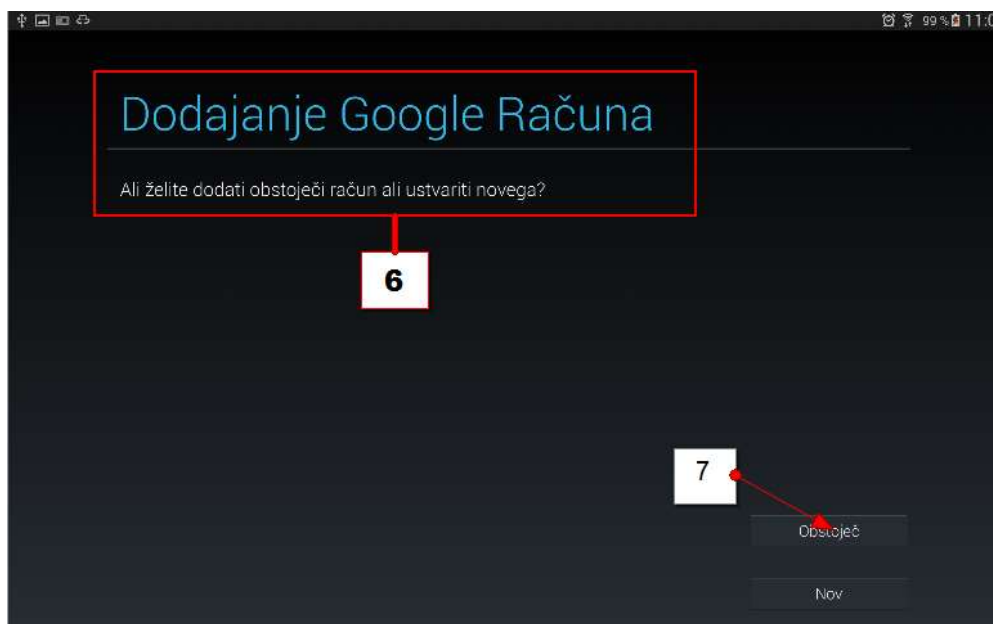 99 % 11:0
Dodajanje Google Računa
Ali želite dodati obstoječi račun ali ustvariti novega?
6
7
Obstoječ
Nov